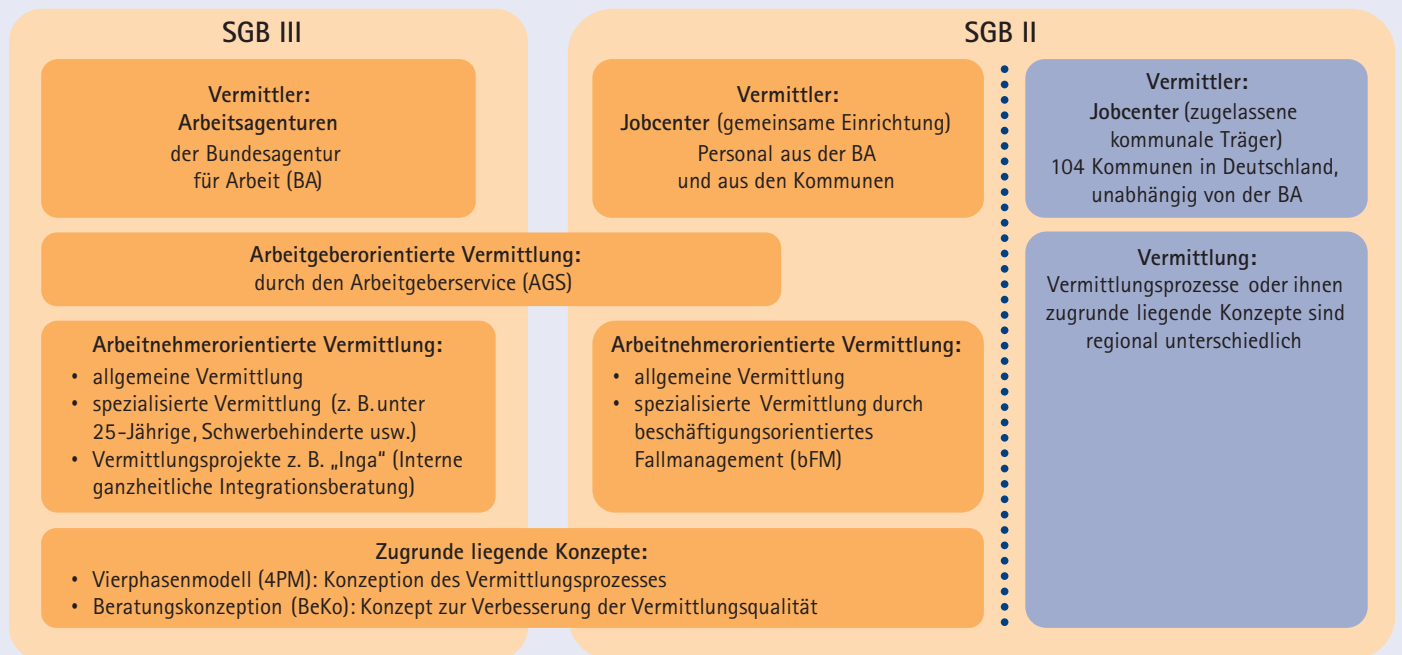 SGB III
Vermittler:
Arbeitsagenturen
der Bundesagentur
für Arbeit (BA)
SGB II
Vermittler:
Jobcenter (gemeinsame Einrichtung)
Personal aus der BA
und aus den Kommunen
Vermittler:
Jobcenter (zugelassene
kommunale Träger)
104 Kommunen in Deutschland,
unabhängig von der BA
Arbeitgeberorientierte Vermittlung:
durch den Arbeitgeberservice (AGS)
Vermittlung:
Vermittlungsprozesse oder ihnen
zugrunde liegende Konzepte sind
regional unterschiedlich
Arbeitnehmerorientierte Vermittlung:
• allgemeine Vermittlung
• spezialisierte Vermittlung (z. B. unter
25-Jährige, Schwerbehinderte usw.)
• Vermittlungsprojekte z. B. „Inga“ (Interne
ganzheitliche Integrationsberatung)
Arbeitnehmerorientierte Vermittlung:
• allgemeine Vermittlung
• spezialisierte Vermittlung durch
beschäftigungsorientiertes
Fallmanagement (bFM)
Zugrunde liegende Konzepte:
• Vierphasenmodell (4PM): Konzeption des Vermittlungsprozesses
• Beratungskonzeption (BeKo): Konzept zur Verbesserung der Vermittlungsqualität